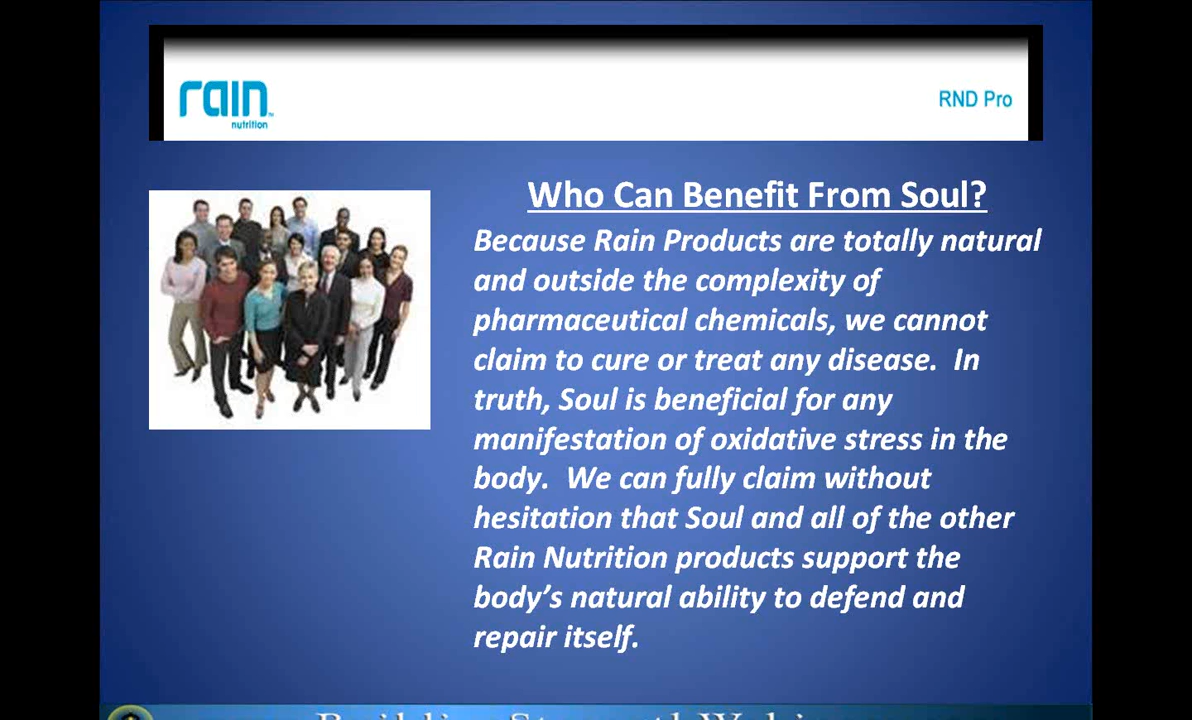 rain
nutrition
RND Pro
Who Can Benefit From Soul?
Because Rain Products are totally natural
and outside the complexity of
pharmaceutical chemicals, we cannot
claim to cure or treat any disease.  In
truth, Soul is beneficial for any
manifestation of oxidative stress in the
body.  We can fully claim without
hesitation that Soul and all of the other
Rain Nutrition products support the
body's natural ability to defend and
repair itself.